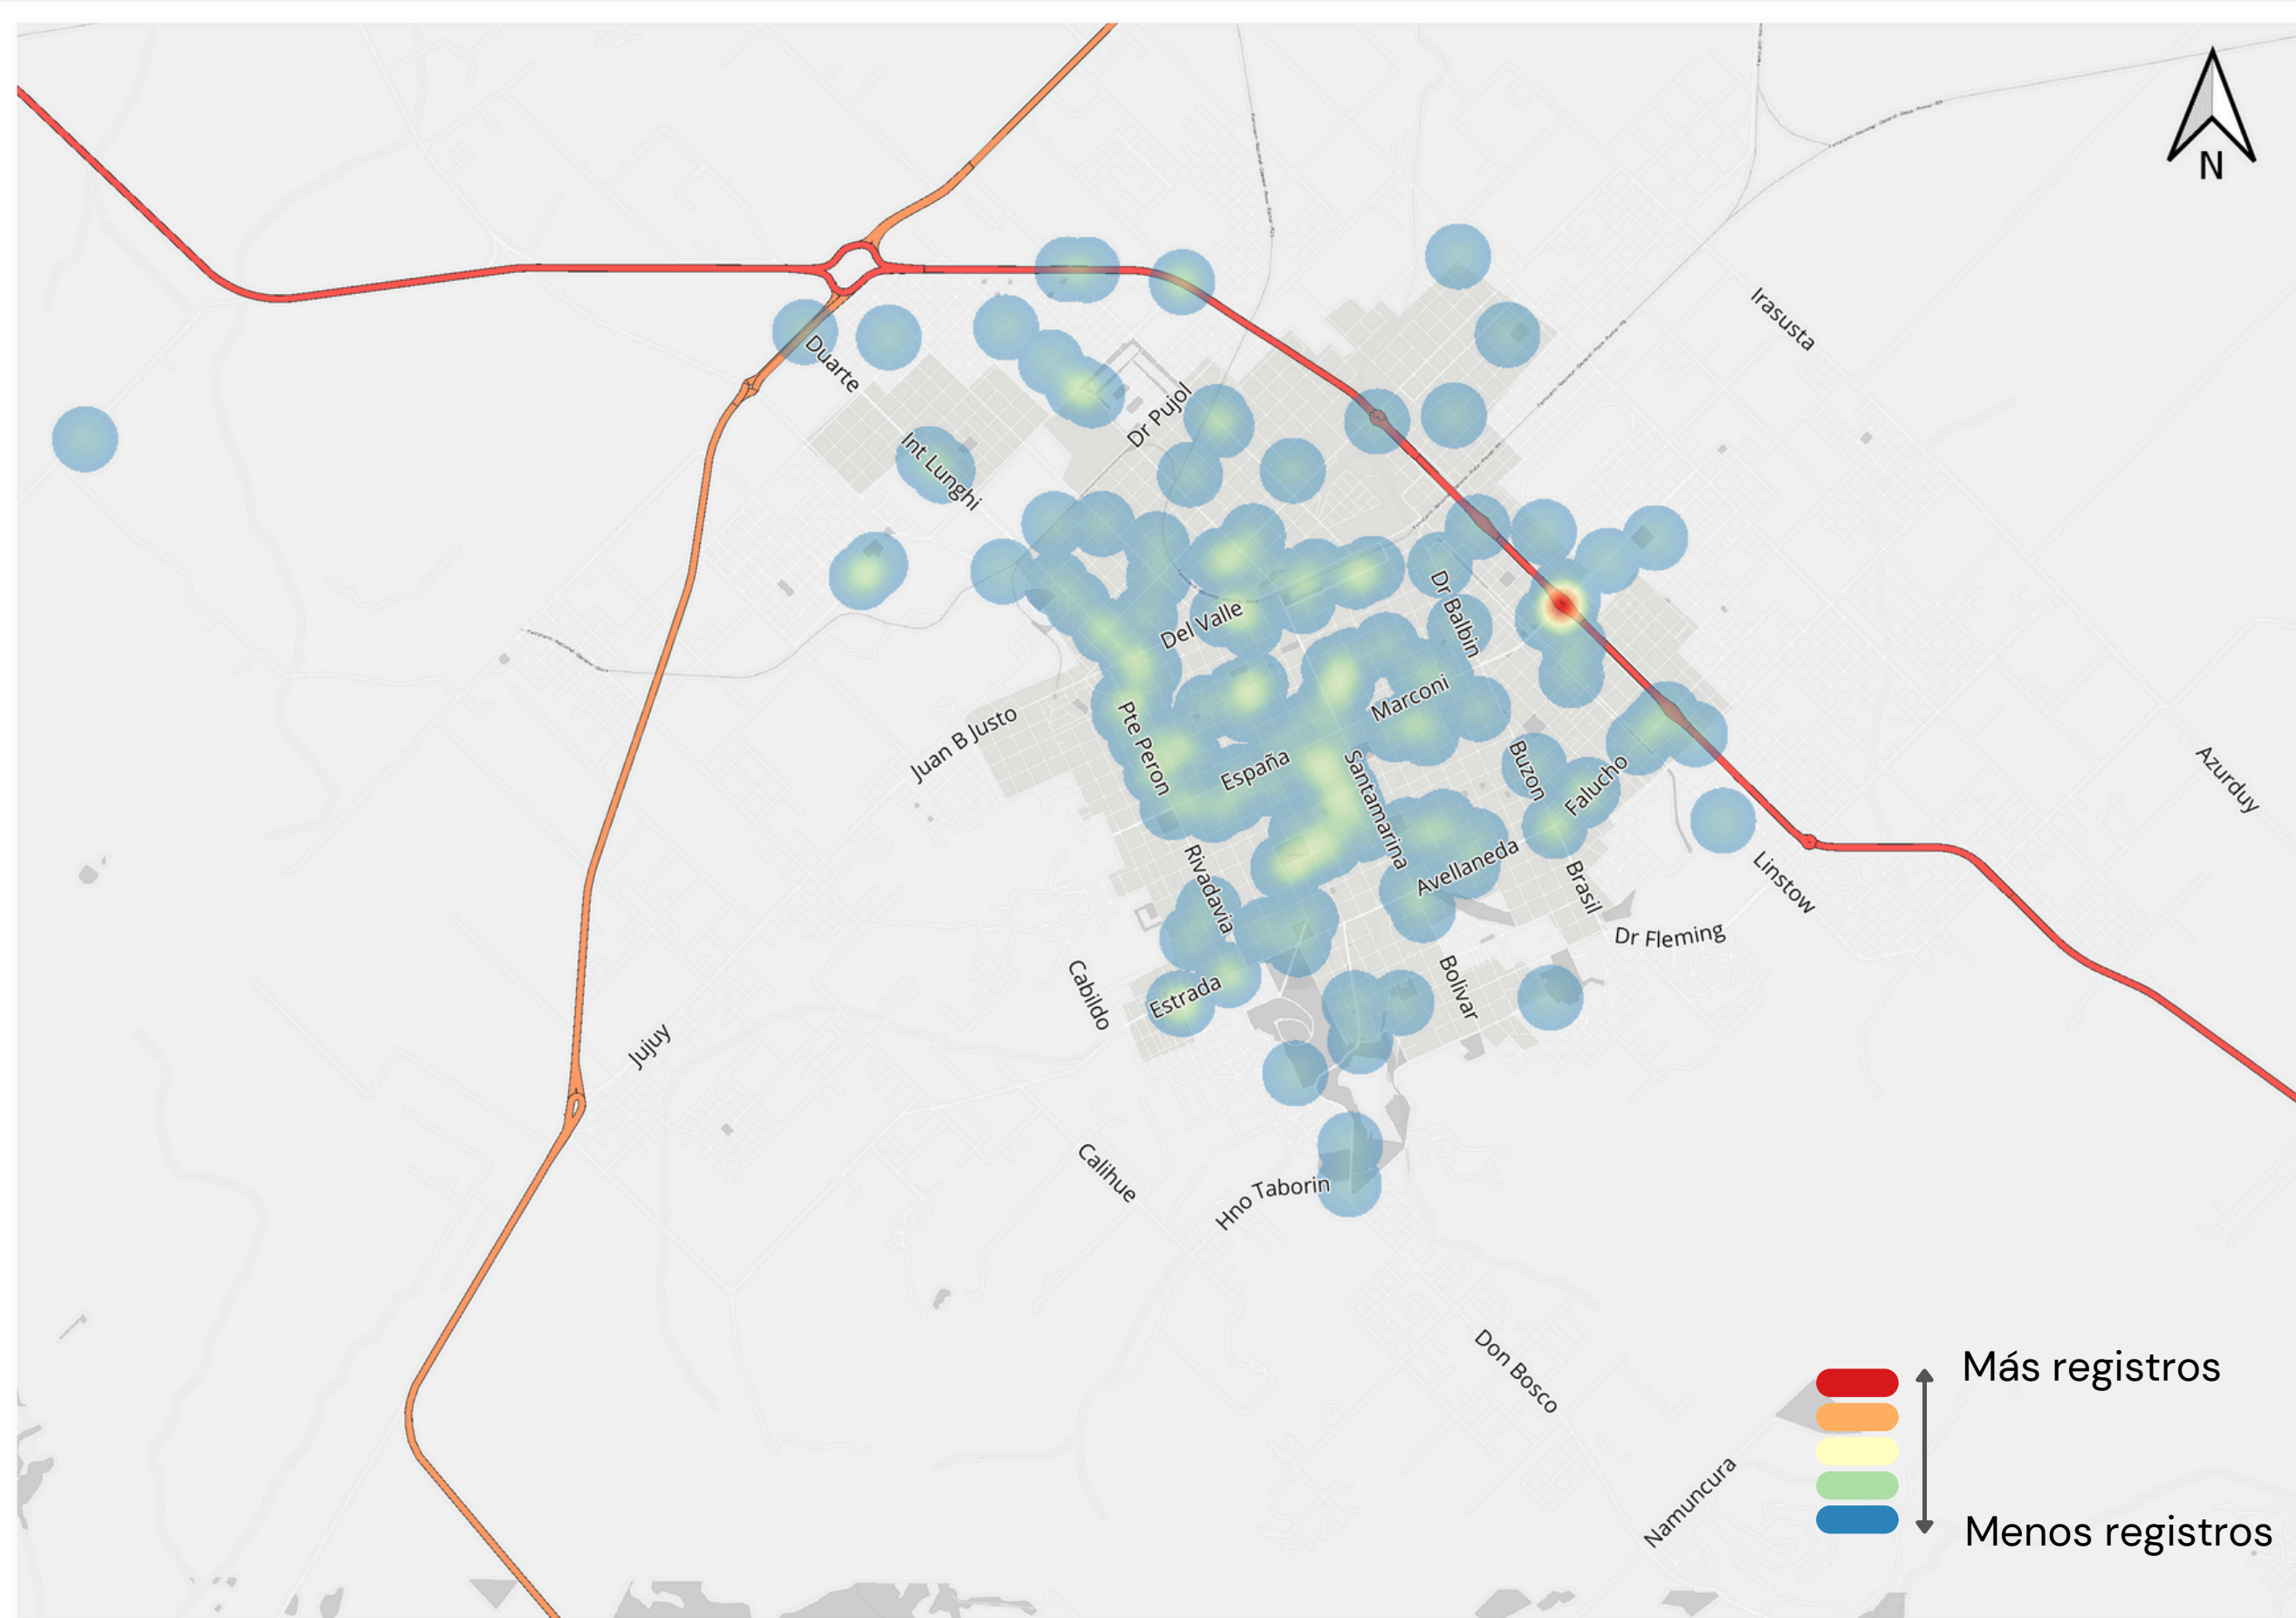 N
Irasusta
Duarte
Dr Pujol
Int Lunghi
Dr Balbin
Del Valle
Marconi
Juan B Justo
Pte Peron
España
Santamarina
Buzon
Falucho
Azurduy
Rivadavia
Avellaneda
Brasil
Linstow
Dr Fleming
Cabildo
Estrada
Bolivar
Jujuy
Calihue
Hno Taborin
Don Bosco
Namuncura
Más registros
Menos registros